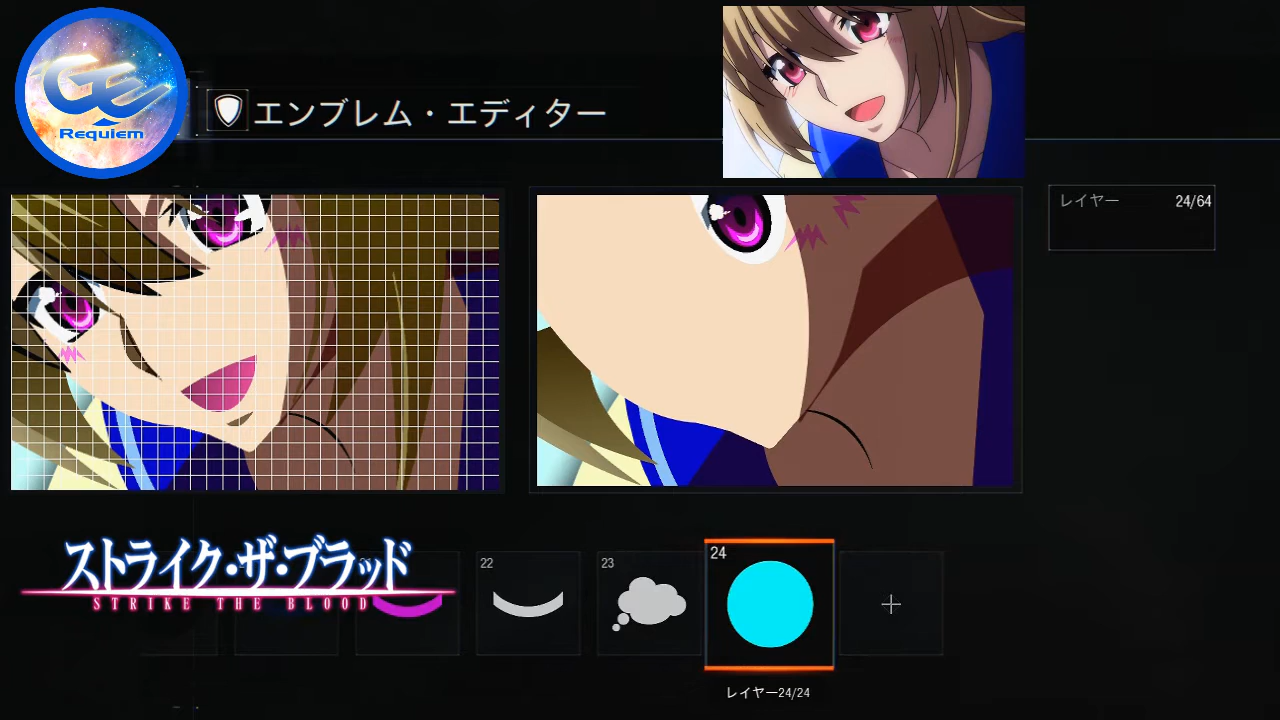 GE
Requiem
エンブレム・エディター
レイヤー 24/64
ストライク・ザ・ブラッド
STRIKE THE BLOOD
22
23
24
レイヤー24/24